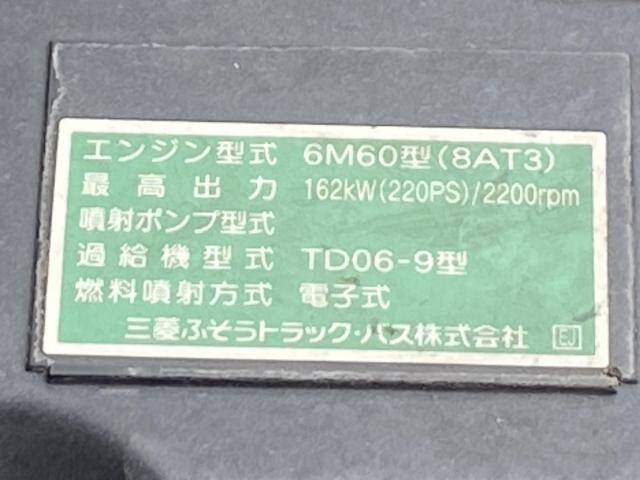 エンジン型式 6M60型(8AT3)
最高出力 162kW(220PS)/2200rpm
噴射ポンプ型式
過給機型式 TD06-9型
燃料噴射方式 電子式
三菱ふそうトラック・バス株式会社 EJ